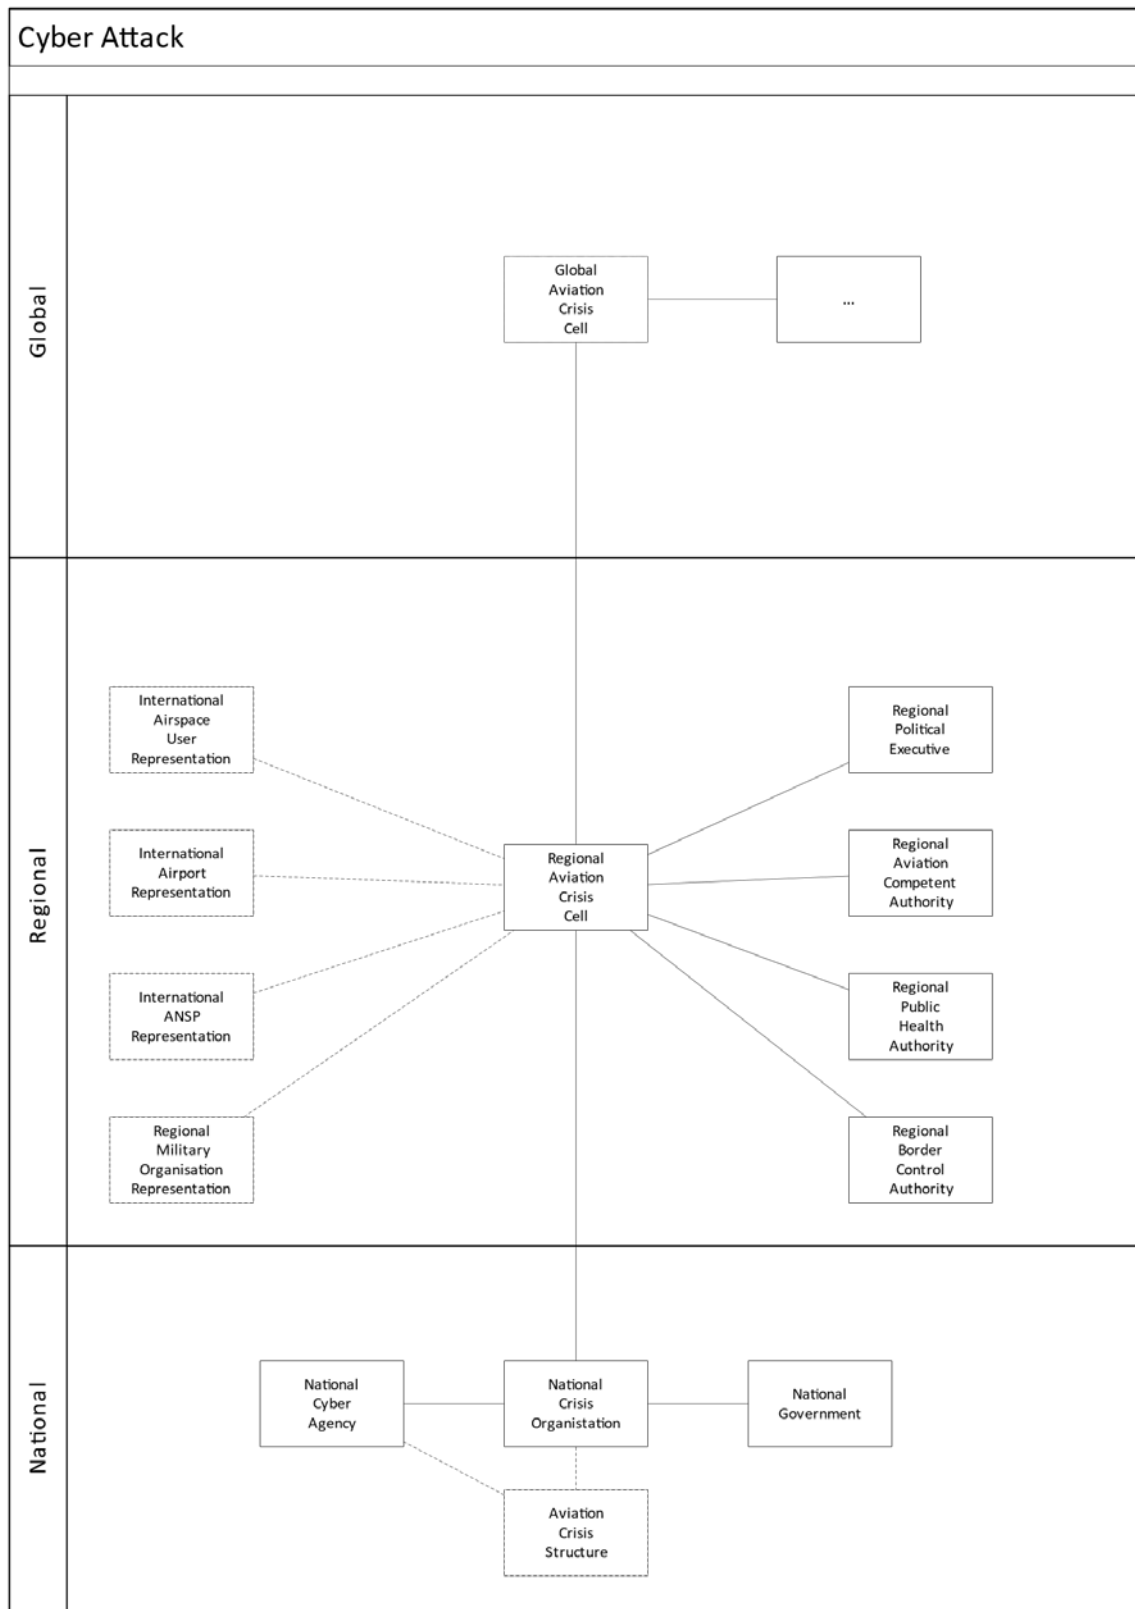 Cyber Attack
Global
Global
Aviation
Crisis
Cell
...
Regional
International
Airspace
User
Representation
Regional
Political
Executive
International
Airport
Representation
Regional
Aviation
Crisis
Cell
Regional
Aviation
Competent
Authority
International
ANSP
Representation
Regional
Public
Health
Authority
Regional
Military
Organisation
Representation
Regional
Border
Control
Authority
National
National
Cyber
Agency
National
Crisis
Organistation
National
Government
Aviation
Crisis
Structure